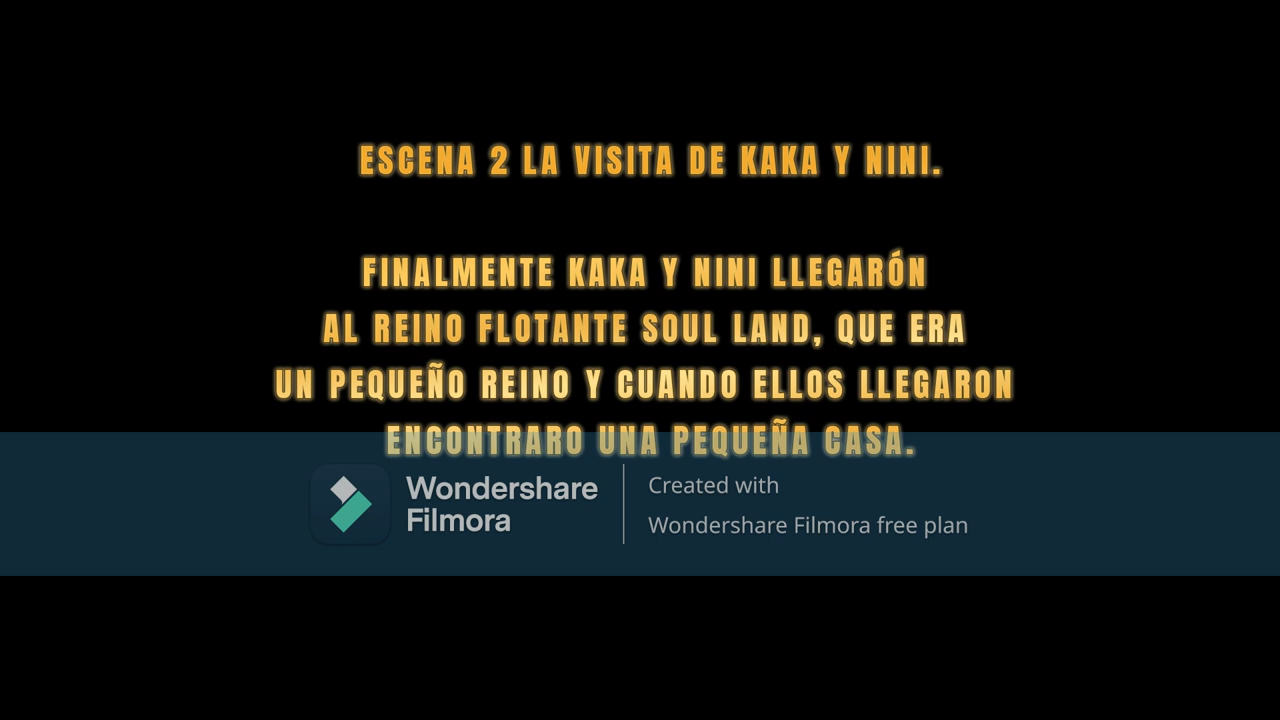 ESCENA 2 LA VISITA DE KAKA Y NINI.
FINALMENTE KAKA Y NINI LLEGARÓN
AL REINO FLOTANTE SOUL LAND, QUE ERA
UN PEQUEÑO REINO Y CUANDO ELLOS LLEGARON
ENCONTRARO UNA PEQUEÑA CASA.
Wondershare
Filmora
Created with
Wondershare Filmora free plan